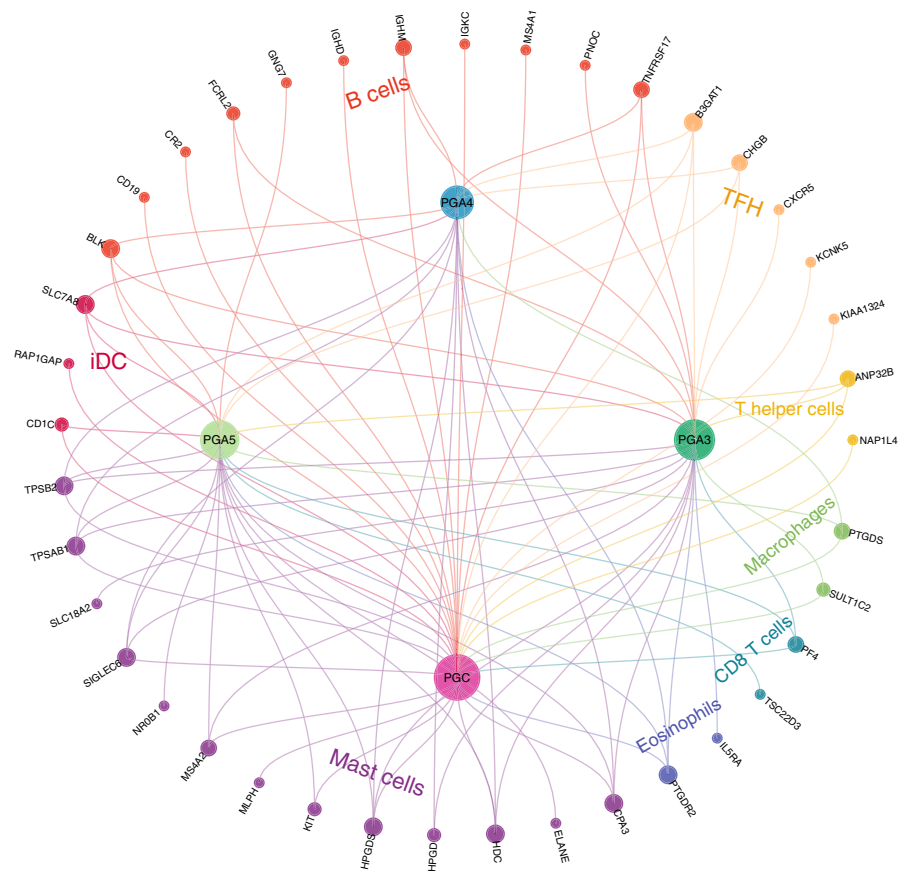 IGHM
IGKC
MS4A1
IGHD
PNOC
GNG7
TNFRSF17
FCRL2
B cells
B3GAT1
CR2
CHGB
CD19
PGA4
TFH
CXCR5
BLK
KCNK5
SLC7A8
KIAA1324
RAP1GAP
iDC
ANP32B
T helper cells
CD1C
PGA5
PGA3
NAP1L4
TPSB2
Macrophages
PTGDS
TPSAB1
SULT1C2
SLC18A2
CD8 T cells
PF4
SIGLEC6
PGC
TSC22D3
NR0B1
Eosinophils
IL5RA
MS4A2
Mast cells
PTGDR2
MLPH
KIT
CPA3
HPGDS
HPGD
HDC
ELANE